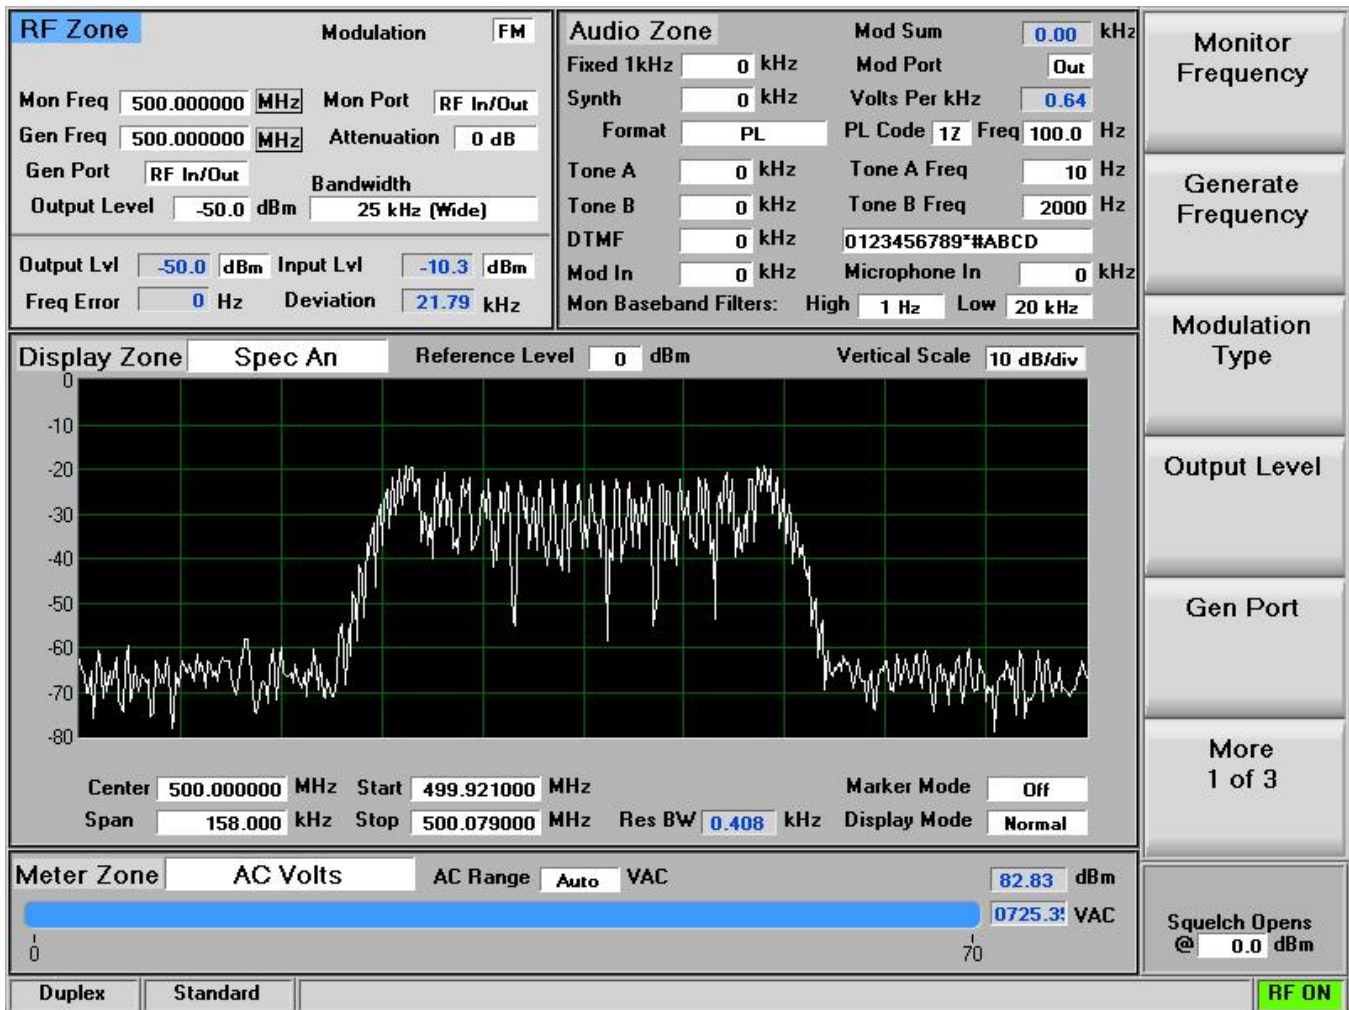 RF Zone Modulation FM
Mon Freq 500.000000 MHz Mon Port RF In/Out
Gen Freq 500.000000 MHz Attenuation 0 dB
Gen Port RF In/Out
Bandwidth
Output Level -50.0 dBm 25 kHz (Wide)
Output Lvl -50.0 dBm Input Lvl -10.3 dBm
Freq Error 0 Hz Deviation 21.79 kHz
Audio Zone Mod Sum 0.00 kHz
Fixed 1kHz 0 kHz Mod Port Out
Synth 0 kHz Volts Per kHz 0.64
Format PL PL Code 1Z Freq 100.0 Hz
Tone A 0 kHz Tone A Freq 10 Hz
Tone B 0 kHz Tone B Freq 2000 Hz
DTMF 0 kHz 0123456789*#ABCD
Mod In 0 kHz Microphone In 0 kHz
Mon Baseband Filters: High 1 Hz Low 20 kHz
Display Zone Spec An Reference Level 0 dBm Vertical Scale 10 dB/div
0
-10
-20
-30
-40
-50
-60
-70
-80
Center 500.000000 MHz Start 499.921000 MHz Marker Mode Off
Span 158.000 kHz Stop 500.079000 MHz Res BW 0.408 kHz Display Mode Normal
Meter Zone AC Volts AC Range Auto VAC 82.83 dBm
VAC
0 70
Duplex Standard
Monitor
Frequency
Generate
Frequency
Modulation
Type
Output Level
Gen Port
More
1 of 3
Squelch Opens
@ 0.0 dBm
RF ON